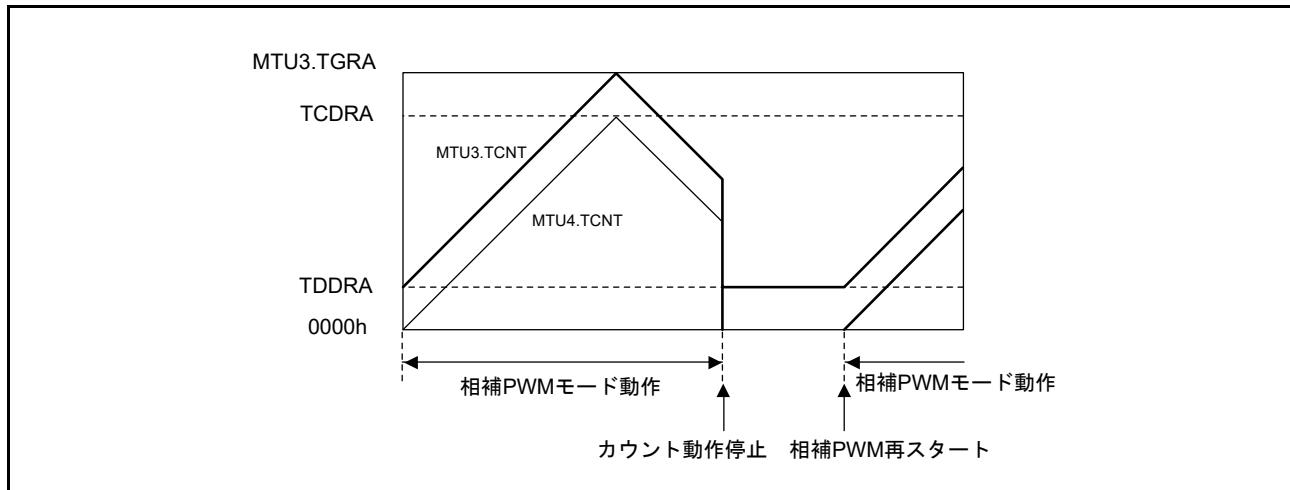 MTU3.TGRA
TCDRA
MTU3.TCNT
MTU4.TCNT
TDDRA
0000h
相補PWMモード動作
相補PWMモード動作
カウント動作停止
相補PWM再スタート